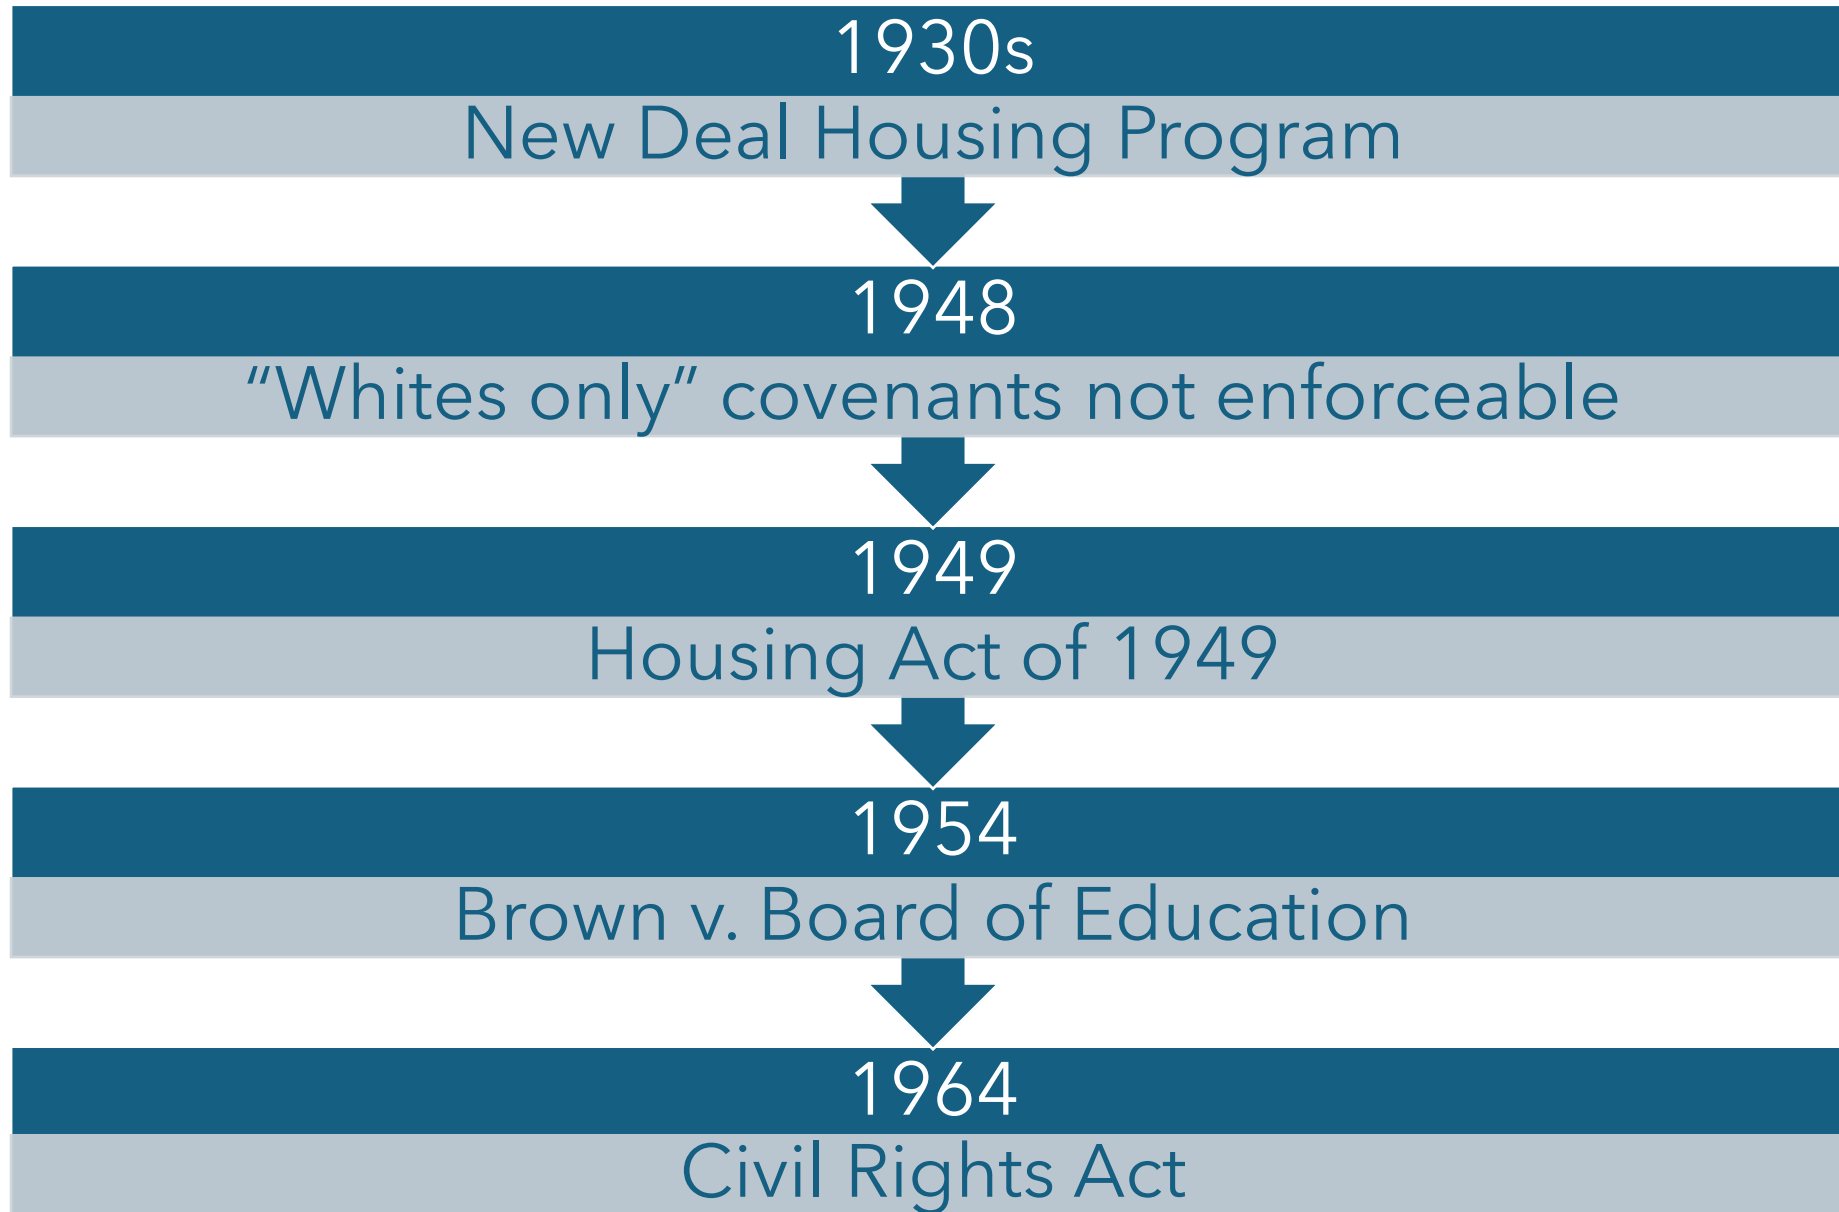 1930s
New Deal Housing Program
1948
“Whites only” covenants not enforceable
1949
Housing Act of 1949
1954
Brown v. Board of Education
1964
Civil Rights Act